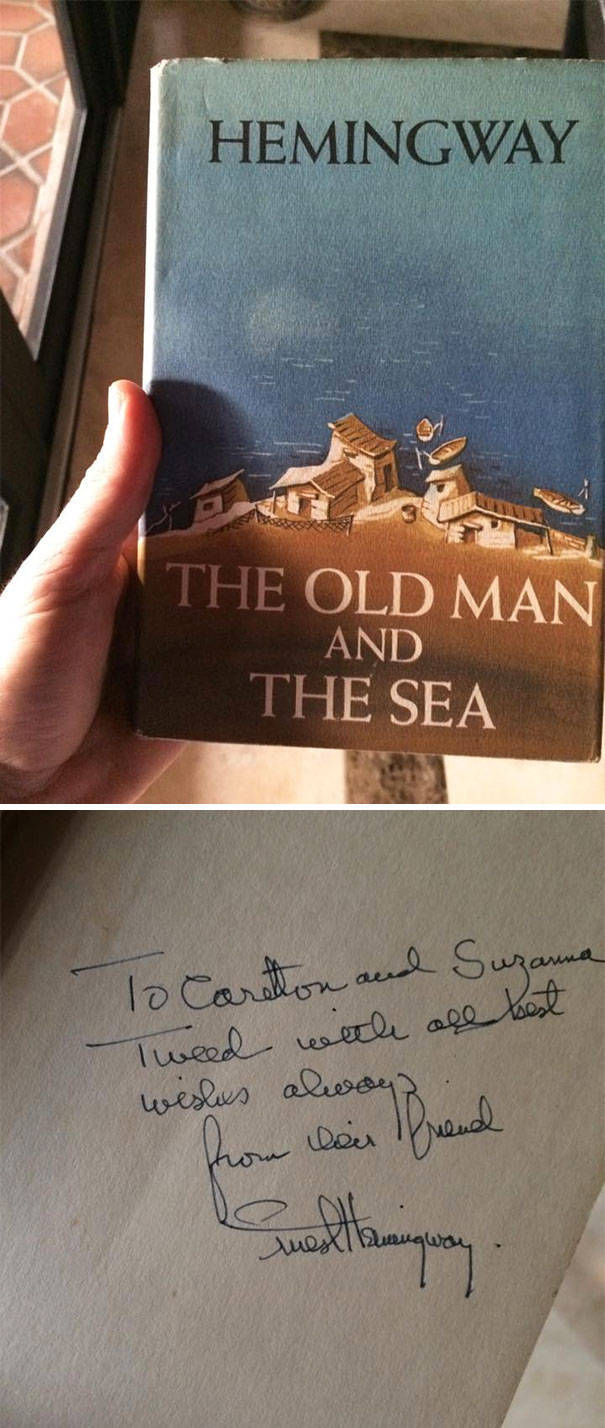 HEMINGWAY
THE OLD MAN
AND
THE SEA
To Carelton and Suzanna
Tweed with all best
wishes always
from their friend
Ernest Hemingway.